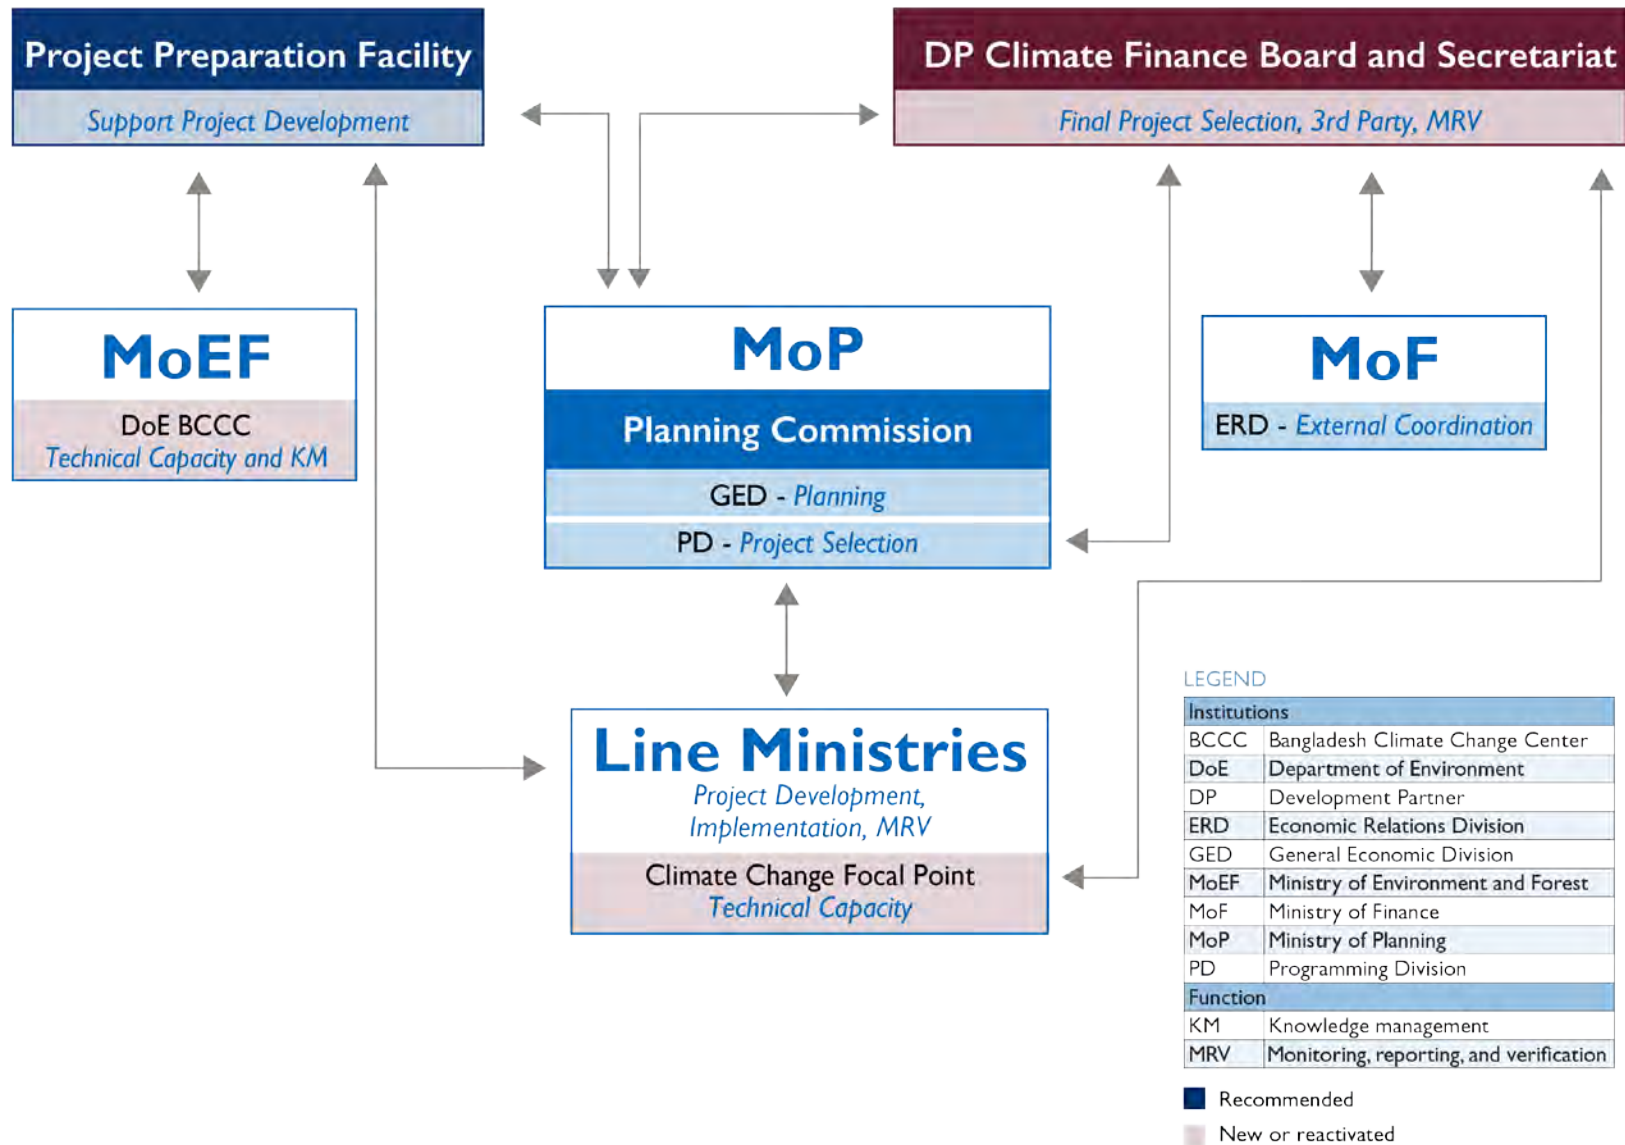 Project Preparation Facility
Support Project Development
DP Climate Finance Board and Secretariat
Final Project Selection, 3rd Party, MRV
MoEF
DoE BCCC
Technical Capacity and KM
MoP
Planning Commission
GED - Planning
PD - Project Selection
MoF
ERD - External Coordination
Line Ministries
Project Development,
Implementation, MRV
Climate Change Focal Point
Technical Capacity
LEGEND
Institutions
BCCC Bangladesh Climate Change Center
DoE Department of Environment
DP Development Partner
ERD Economic Relations Division
GED General Economic Division
MoEF Ministry of Environment and Forest
MoF Ministry of Finance
MoP Ministry of Planning
PD Programming Division
Function
KM Knowledge management
MRV Monitoring, reporting, and verification
Recommended
New or reactivated